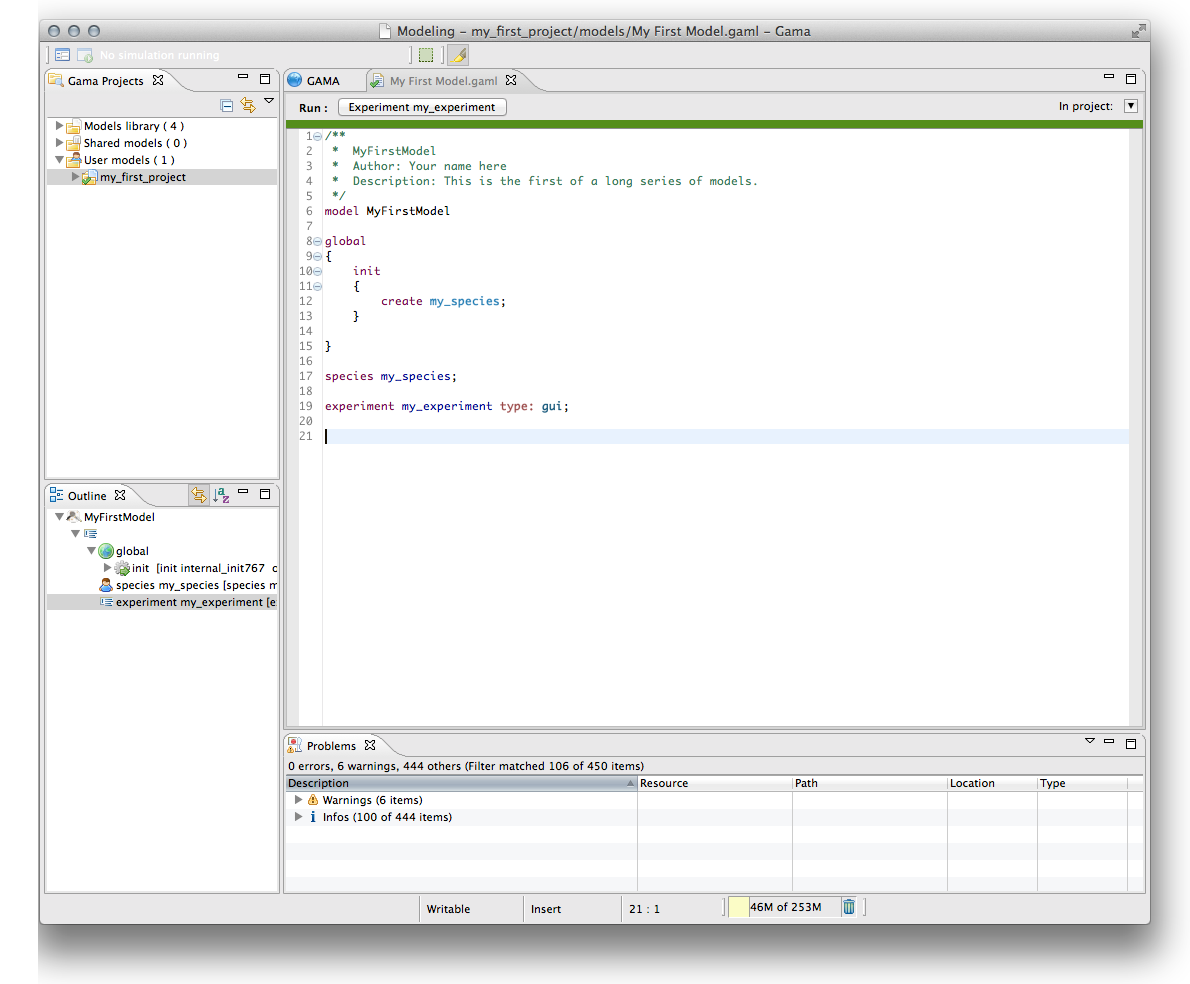 Modeling – my_first_project/models/My First Model.gaml – Gama
No simulation running
Gama Projects
Models library ( 4 )
Shared models ( 0 )
User models ( 1 )
my_first_project
GAMA
My First Model.gaml
Run :
Experiment my_experiment
In project:
1 /**
2  *  MyFirstModel
3  *  Author: Your name here
4  *  Description: This is the first of a long series of models.
5  */
6 model MyFirstModel
7
8 global
9 {
10     init
11     {
12         create my_species;
13     }
14
15 }
16
17 species my_species;
18
19 experiment my_experiment type: gui;
20
21
Outline
MyFirstModel
global
init [init internal_init767 c
species my_species [species m
experiment my_experiment [e
Problems
0 errors, 6 warnings, 444 others (Filter matched 106 of 450 items)
Description Resource Path Location Type
Warnings (6 items)
Infos (100 of 444 items)
Writable Insert 21 : 1 46M of 253M